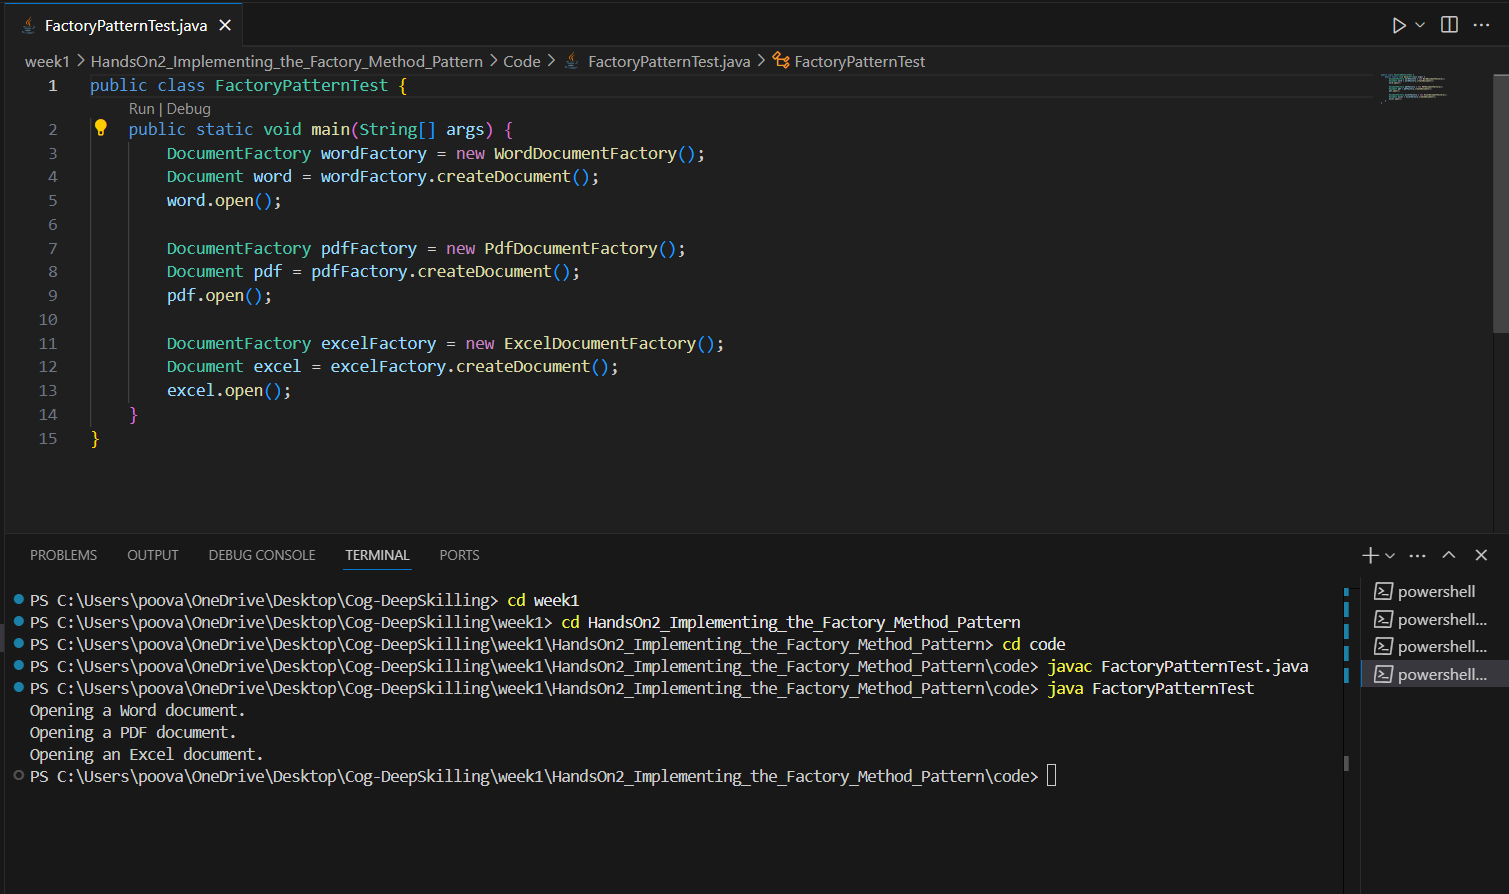 FactoryPatternTest.java
week1 > HandsOn2_Implementing_the_Factory_Method_Pattern > Code > FactoryPatternTest.java > FactoryPatternTest
1 public class FactoryPatternTest {
Run | Debug
2 public static void main(String[] args) {
3 DocumentFactory wordFactory = new WordDocumentFactory();
4 Document word = wordFactory.createDocument();
5 word.open();
6
7 DocumentFactory pdfFactory = new PdfDocumentFactory();
8 Document pdf = pdfFactory.createDocument();
9 pdf.open();
10
11 DocumentFactory excelFactory = new ExcelDocumentFactory();
12 Document excel = excelFactory.createDocument();
13 excel.open();
14 }
15 }
PROBLEMS OUTPUT DEBUG CONSOLE TERMINAL PORTS
PS C:\Users\poova\OneDrive\Desktop\Cog-DeepSkilling> cd week1
PS C:\Users\poova\OneDrive\Desktop\Cog-DeepSkilling\week1> cd HandsOn2_Implementing_the_Factory_Method_Pattern
PS C:\Users\poova\OneDrive\Desktop\Cog-DeepSkilling\week1\HandsOn2_Implementing_the_Factory_Method_Pattern> cd code
PS C:\Users\poova\OneDrive\Desktop\Cog-DeepSkilling\week1\HandsOn2_Implementing_the_Factory_Method_Pattern\code> javac FactoryPatternTest.java
PS C:\Users\poova\OneDrive\Desktop\Cog-DeepSkilling\week1\HandsOn2_Implementing_the_Factory_Method_Pattern\code> java FactoryPatternTest
Opening a Word document.
Opening a PDF document.
Opening an Excel document.
PS C:\Users\poova\OneDrive\Desktop\Cog-DeepSkilling\week1\HandsOn2_Implementing_the_Factory_Method_Pattern\code>
powershell
powershell...
powershell...
powershell...